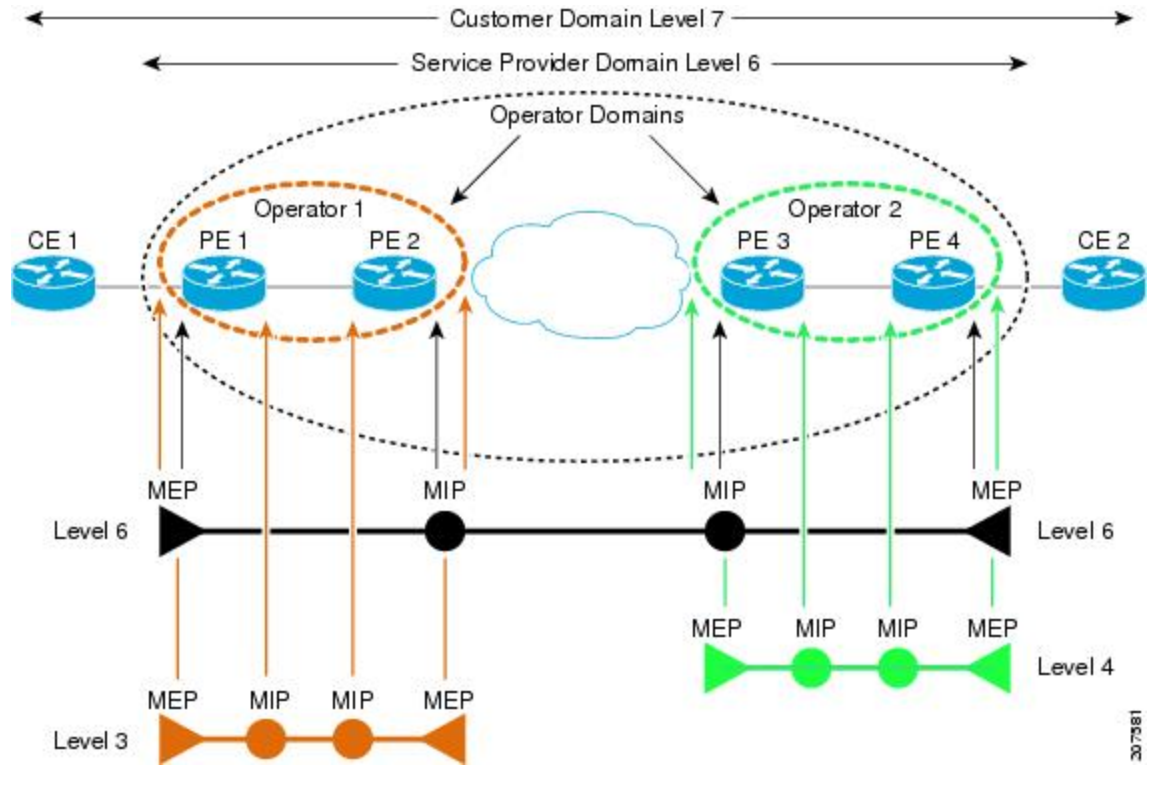 Customer Domain Level 7
Service Provider Domain Level 6
Operator Domains
Operator 1
Operator 2
CE 1
PE 1
PE 2
PE 3
PE 4
CE 2
MEP
MIP
MIP
MEP
Level 6
Level 6
MEP
MIP
MIP
MEP
Level 4
MEP
MIP
MIP
MEP
Level 3
207581